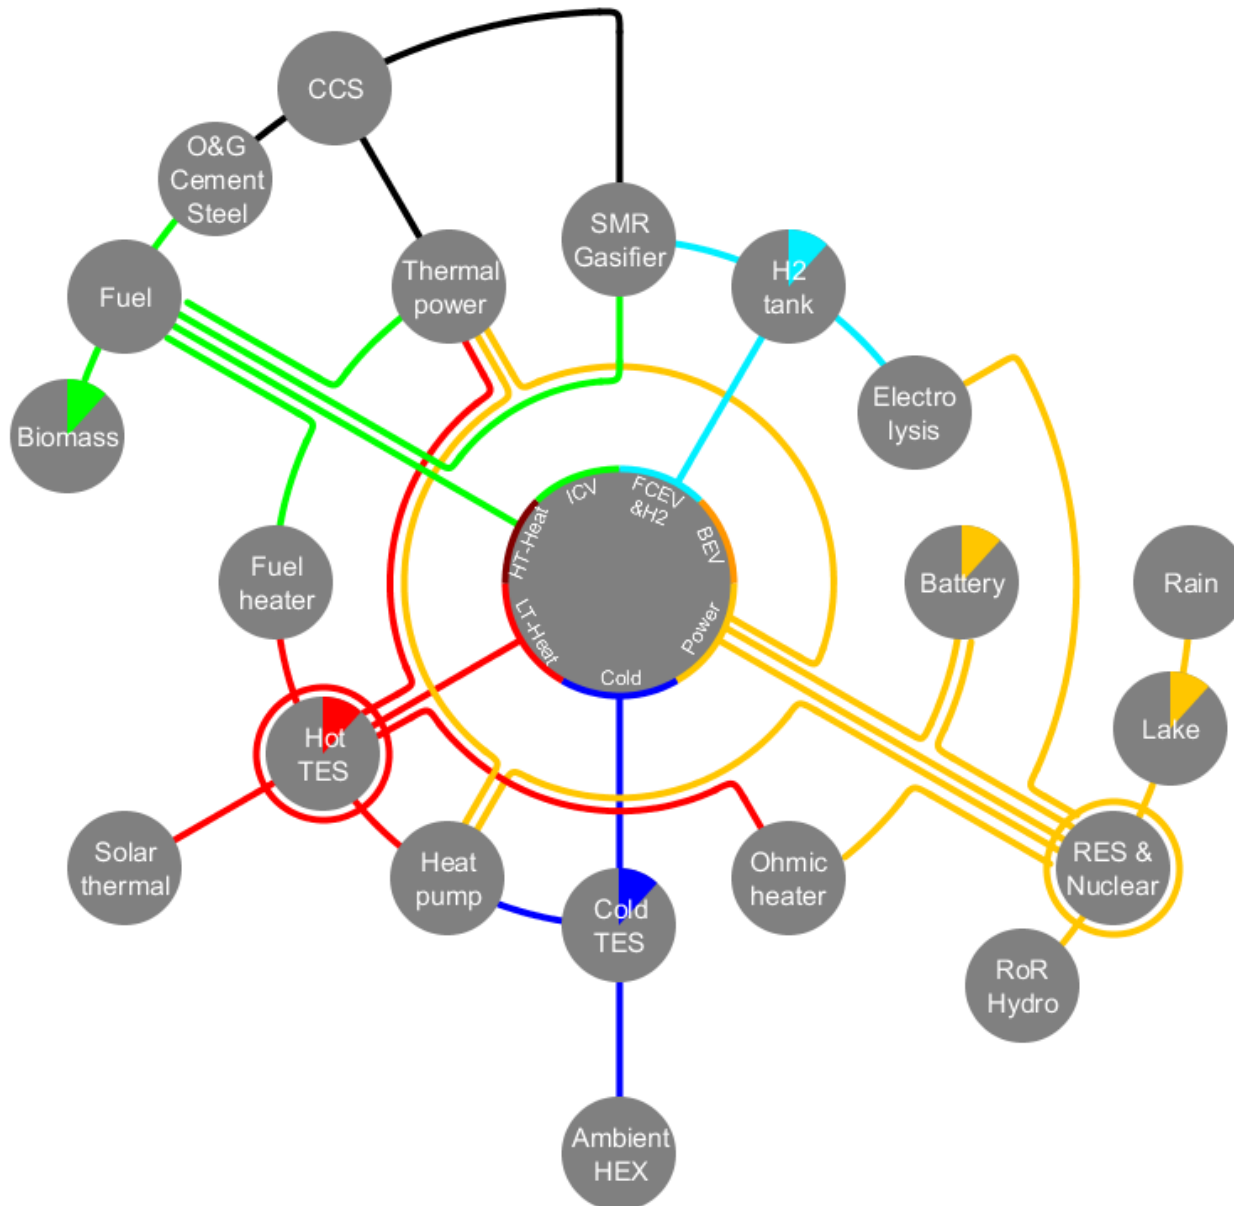 CCS
O&G
Cement
Steel
SMR
Gasifier
Thermal
power
H2
tank
Fuel
Electro
lysis
Biomass
ICV
FCEV
&H2
HT-Heat
BEV
Fuel
heater
Battery
Rain
LT-Heat
Power
Cold
Hot
TES
Lake
Solar
thermal
Heat
pump
Cold
TES
Ohmic
heater
RES &
Nuclear
RoR
Hydro
Ambient
HEX